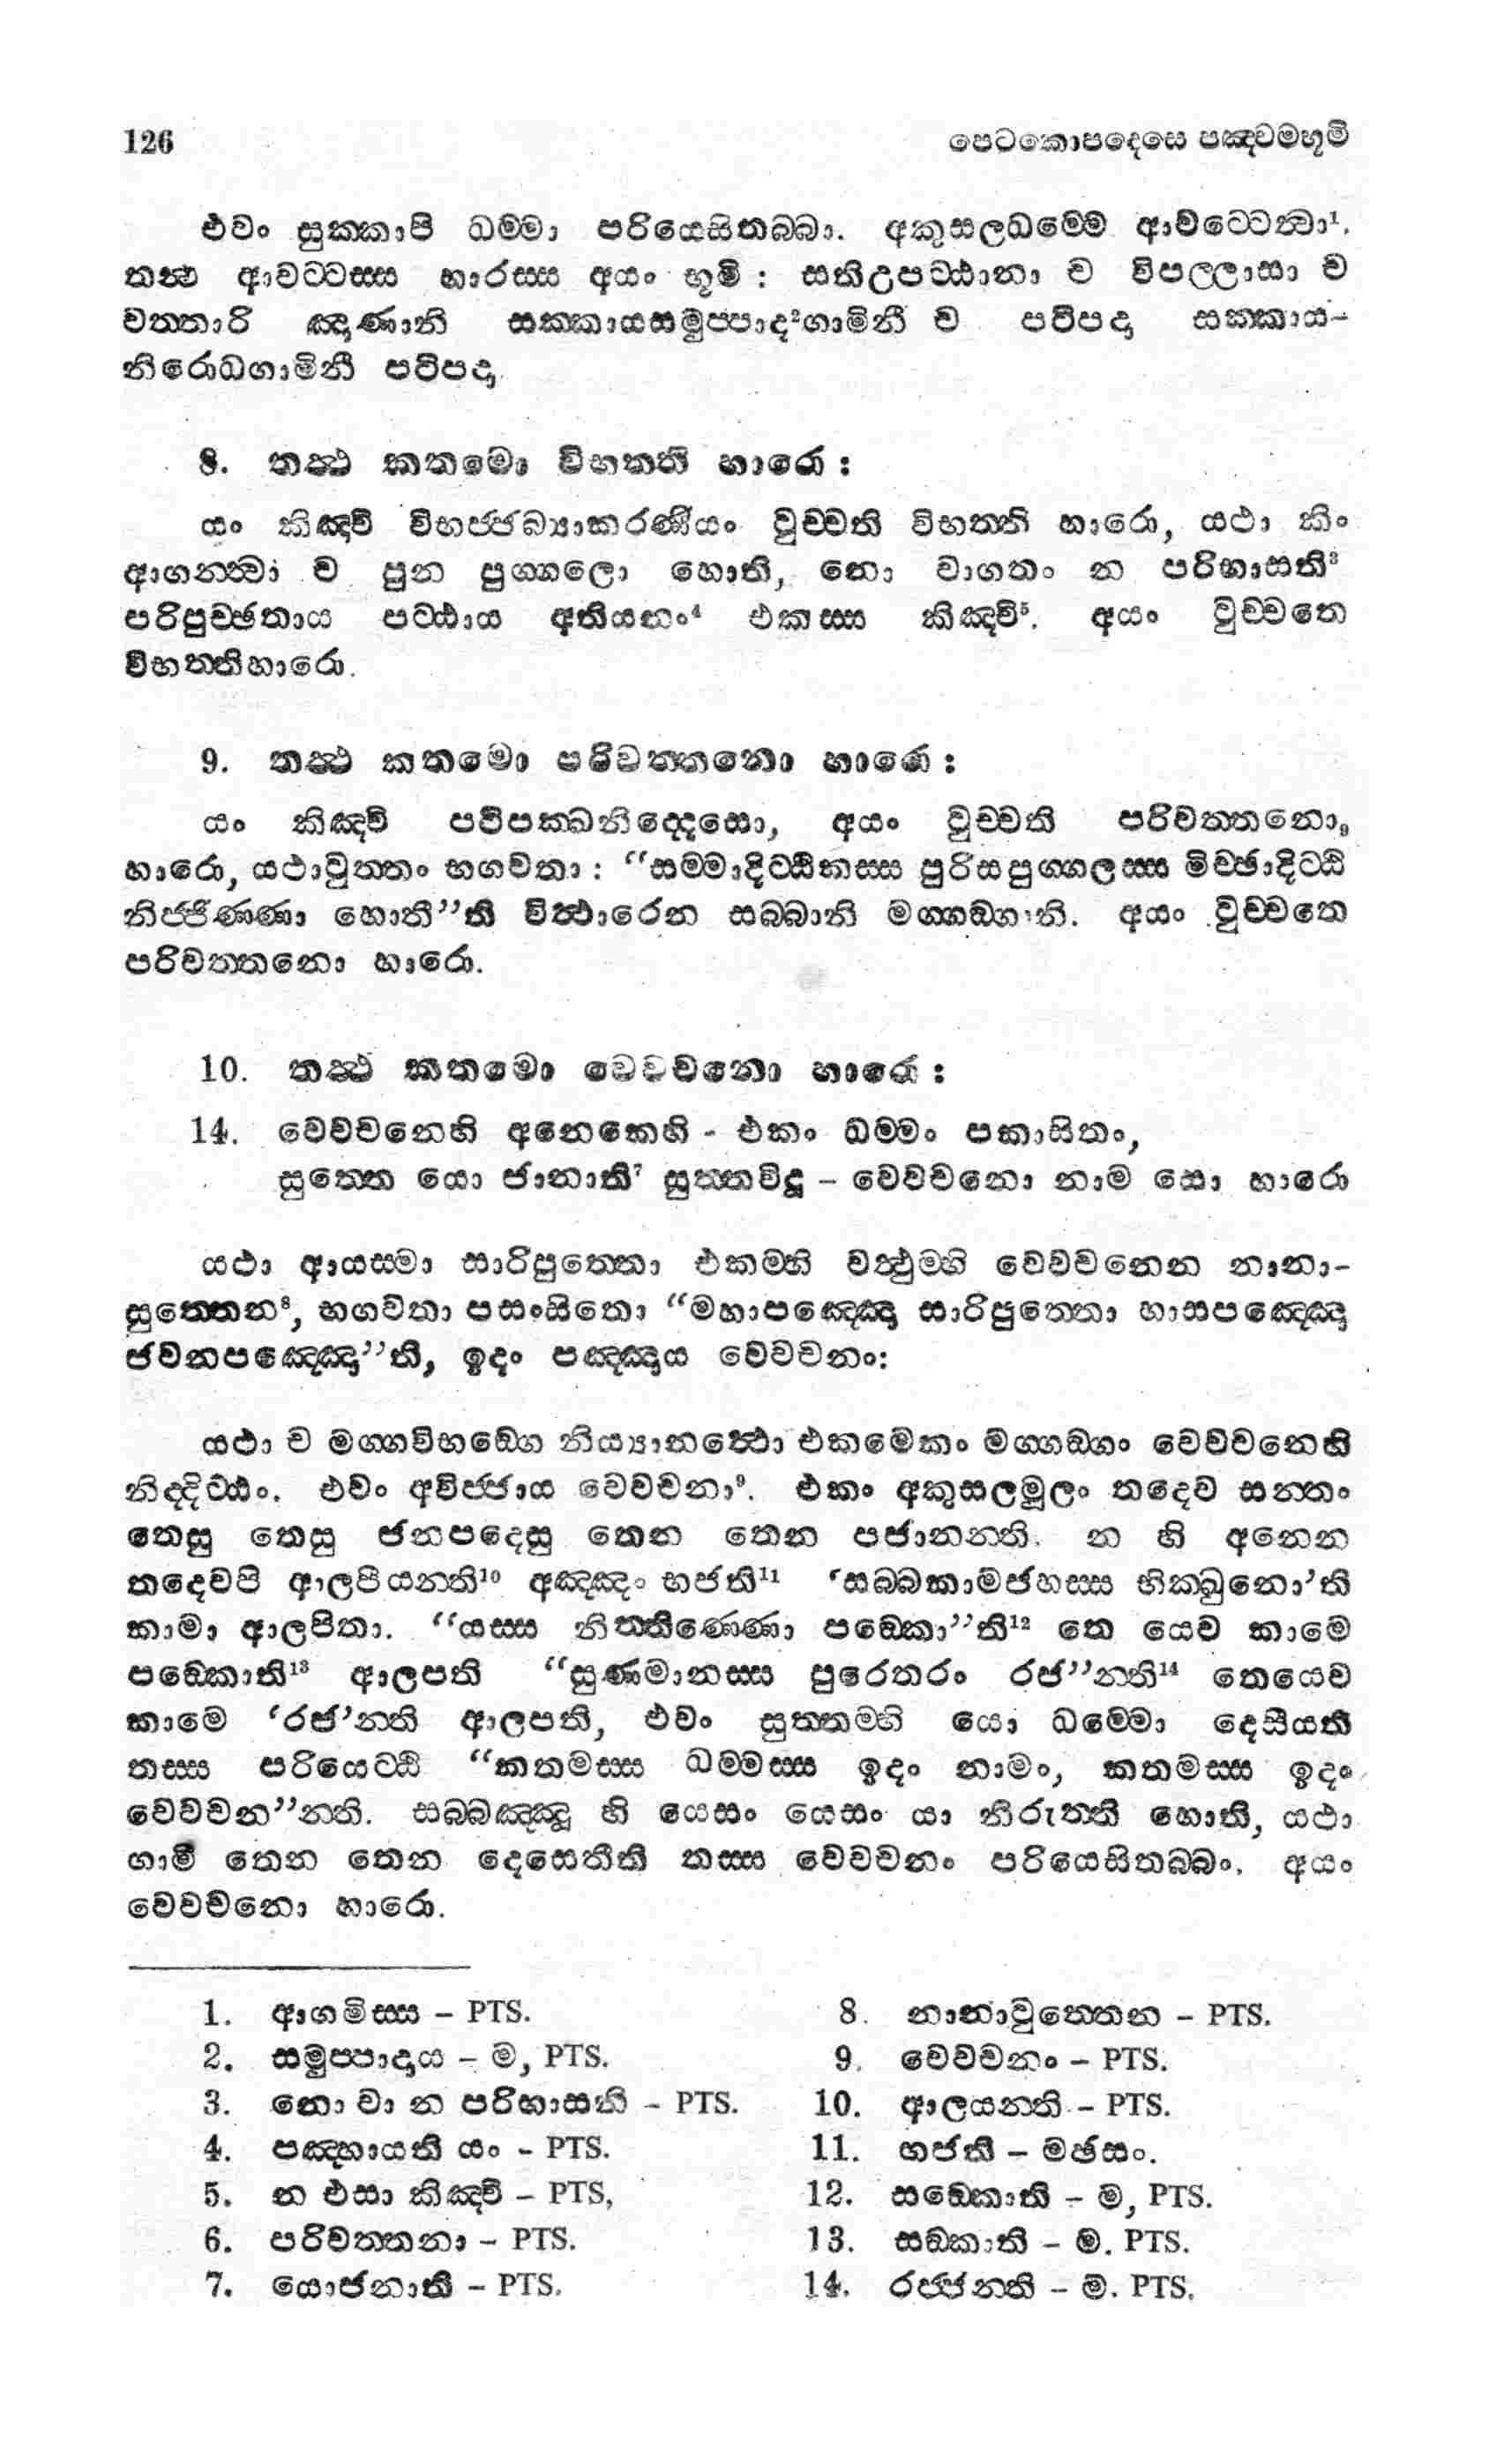 126 පෙටකොපදෙසෙ පඤ්චමභූමි
එවං සුක්කාපි ධම්මා පරියෙසිතබ්බා. අකුසලධම්මෙ ආවට්ටෙත්වා¹.
තත්ථ ආවට්ටස්ස හාරස්ස අයං භූමි : සතිඋපට්ඨානා ච විපල්ලාසා ච
චත්තාරි ඤාණානි සක්කායසමුප්පාද²ගාමිනී ච පටිපදා සක්කාය-
නිරොධගාමිනී පටිපදා
8. තත්ථ කතමො විභත්ති හාරො :
යං කිඤ්චි විභජ්ජබ්‍යාකරණීයං වුච්චති විභත්ති හාරො, යථා කිං
ආගන්ත්වා ච පුන පුග්ගලො හොති, නො වාගතං න පරිභාසති³
පරිපුච්ඡතාය පට්ඨාය අතියනං⁴ එකස්ස කිඤ්චි⁵. අයං වුච්චතෙ
විභත්තිහාරො.
9. තත්ථ කතමො පරිවත්තනො හාරො :
යං කිඤ්චි පටිපක්ඛනිද්දෙසො, අයං වුච්චති පරිවත්තනො₉
හාරො, යථාවුත්තං භගවතා : “සම්මාදිට්ඨිකස්ස පුරිසපුග්ගලස්ස මිච්ඡාදිට්ඨි
නිජ්ජිණ්ණා හොතී”ති විත්ථාරෙන සබ්බානි මග්ගඞ්ගානි. අයං වුච්චතෙ
පරිවත්තනො හාරො.
10. තත්ථ කතමො වෙවචනො හාරො :
14. වෙවචනෙහි අනෙකෙහි - එකං ධම්මං පකාසිතං,
සුත්තෙ යො ජානාති⁷ සුත්තවිදූ - වෙවචනො නාම සො හාරො
යථා ආයස්මා සාරිපුත්තො එකම්හි වත්ථුම්හි වෙවචනෙන නානා-
සුත්තෙන⁸, භගවතා පසංසිතො “මහාපඤ්ඤො සාරිපුත්තො හාසපඤ්ඤො
ජවනපඤ්ඤො”ති, ඉදං පඤ්ඤාය වෙවචනං:
යථා ච මග්ගවිභඞ්ගෙ නිය්‍යානත්ථො එකමෙකං මග්ගඞ්ගං වෙවචනෙහි
නිද්දිට්ඨං. එවං අවිජ්ජාය වෙවචනා⁹. එකං අකුසලමූලං තදෙව සන්තං
තෙසු තෙසු ජනපදෙසු තෙන තෙන පජානන්ති. න හි අනෙන
තදෙවපි ආලපියන්ති¹⁰ අඤ්ඤං භජති¹¹ ‘සබ්බකාමජහස්ස භික්ඛුනො’ති
කාමා ආලපිතා. “යස්ස නිත්තිණ්ණො පඞ්කො”ති¹² තෙ යෙව කාමෙ
පඞ්කොති¹³ ආලපති “සුණමානස්ස පුරෙතරං රජ”න්ති¹⁴ තෙයෙව
කාමෙ ‘රජ’න්ති ආලපති, එවං සුත්තම්හි යො ධම්මො දෙසියති
තස්ස පරියෙට්ඨි “කතමස්ස ධම්මස්ස ඉදං නාමං, කතමස්ස ඉදං
වෙවචන”න්ති. සබ්බඤ්ඤූ හි යෙසං යෙසං යා නිරුත්ති හොති, යථා
ගාමී තෙන තෙන දෙසෙතීති තස්ස වෙවචනං පරියෙසිතබ්බං. අයං
වෙවචනො හාරො.
1. ආගමිස්ස - PTS.
2. සමුප්පාදාය - ම, PTS.
3. නො වා න පරිභාසති - PTS.
4. පඤ්හායති යං - PTS.
5. න එසා කිඤ්චි - PTS,
6. පරිවත්තනා - PTS.
7. යොජනාති - PTS.
8. නානාවුත්තෙන - PTS.
9. වෙවචනං - PTS.
10. ආලයන්ති - PTS.
11. භජති - මඡසං.
12. සඞ්කොති - ම, PTS.
13. සඞ්කාති - ම. PTS.
14. රජ්ජන්ති - ම. PTS.